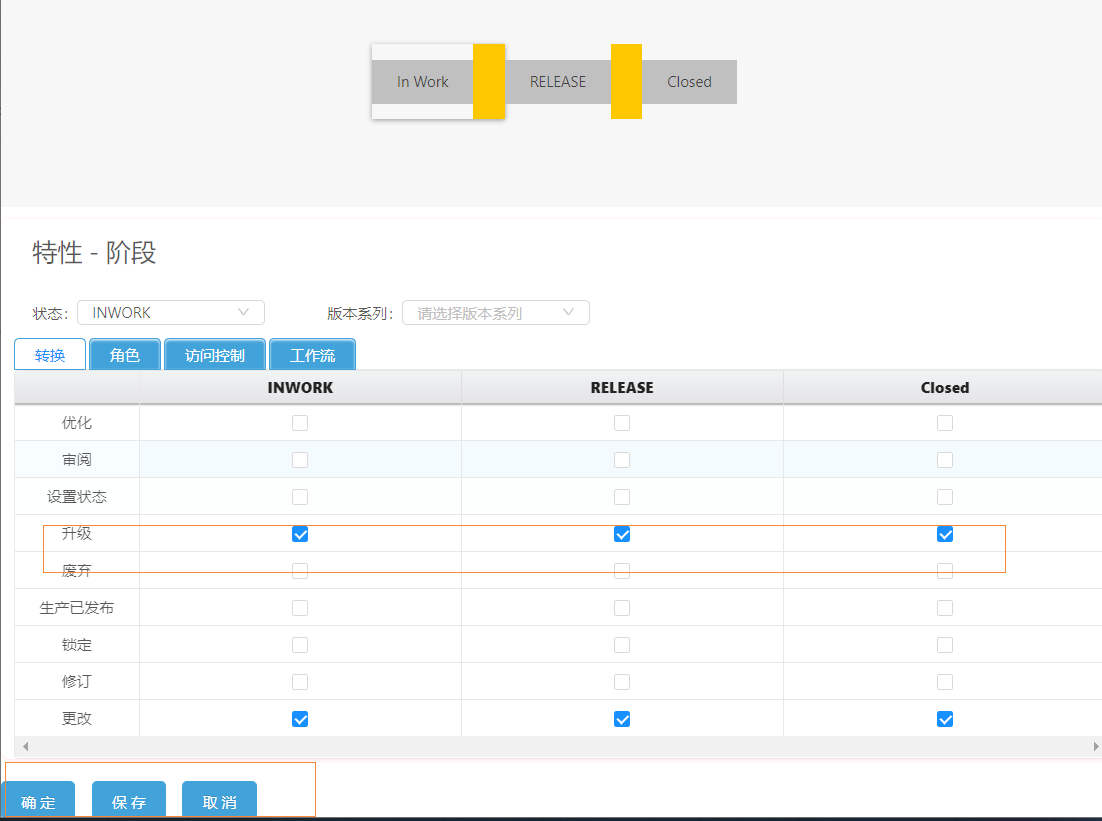 In Work RELEASE Closed
特性 - 阶段
状态: INWORK 版本系列: 请选择版本系列
转换 角色 访问控制 工作流
INWORK RELEASE Closed
优化
审阅
设置状态
升级
废弃
生产已发布
锁定
修订
更改
确 定 保 存 取 消